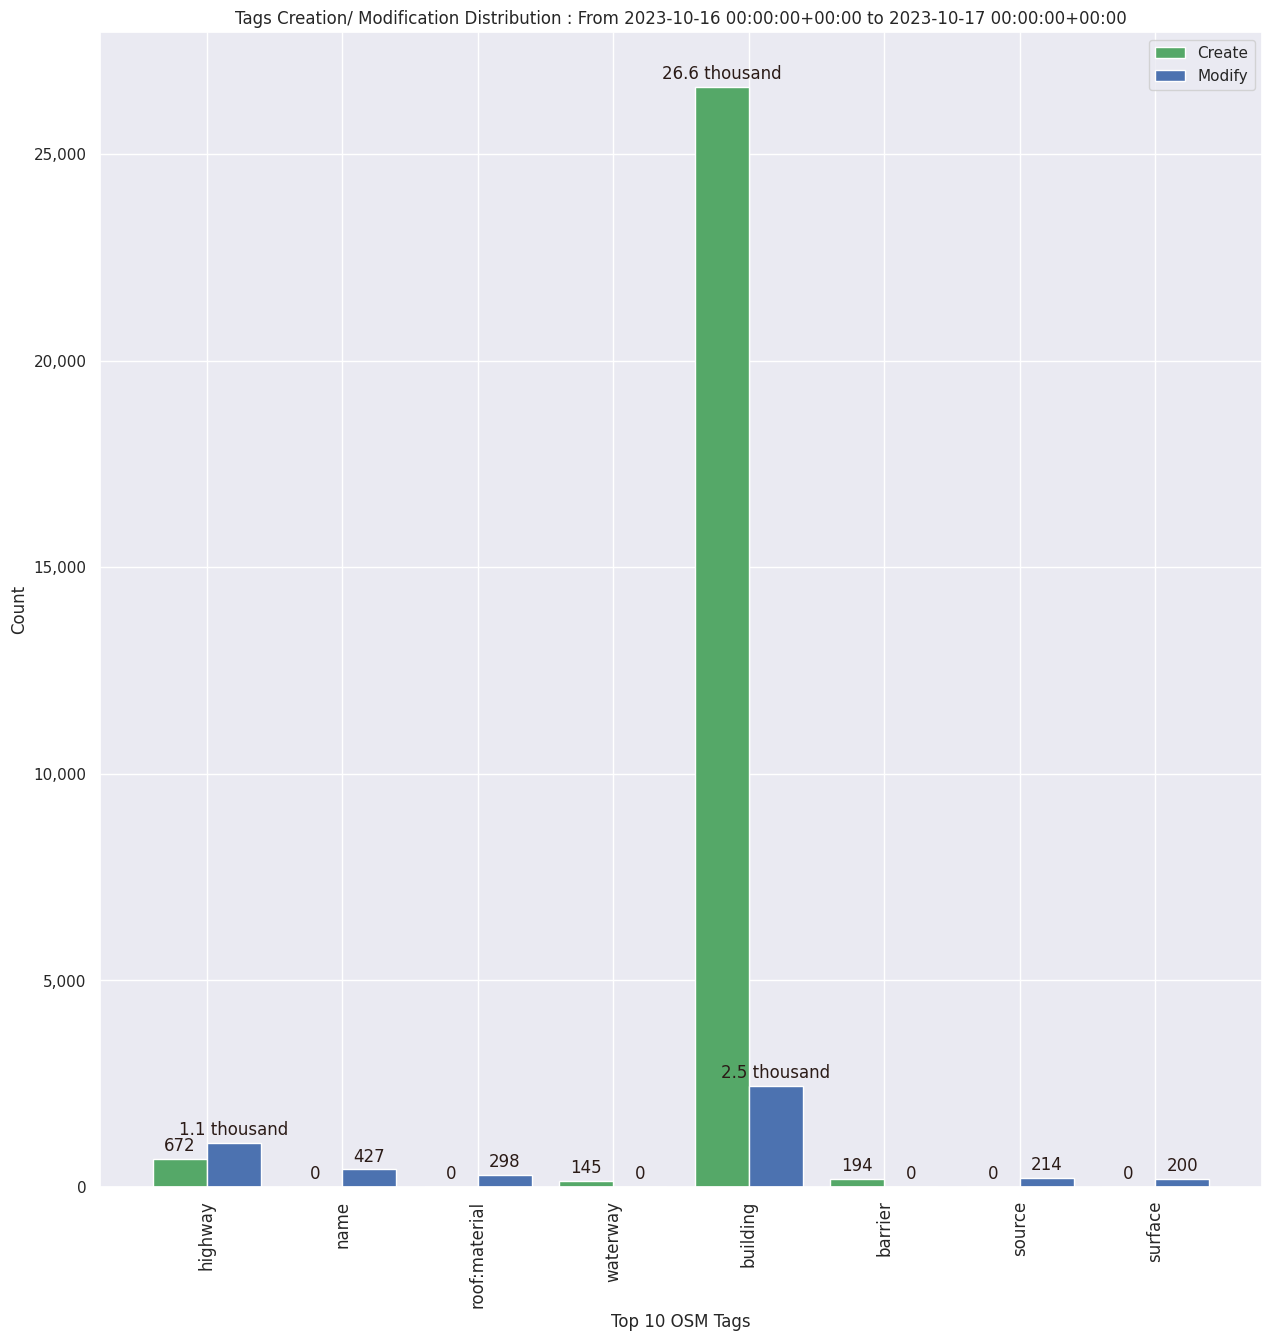 Tags Creation/ Modification Distribution : From 2023-10-16 00:00:00+00:00 to 2023-10-17 00:00:00+00:00
Create
Modify
26.6 thousand
25,000
20,000
15,000
Count
10,000
5,000
2.5 thousand
1.1 thousand
672
0
427
0
298
145
0
194
0
0
214
0
200
0
highway
name
roof:material
waterway
building
barrier
source
surface
Top 10 OSM Tags